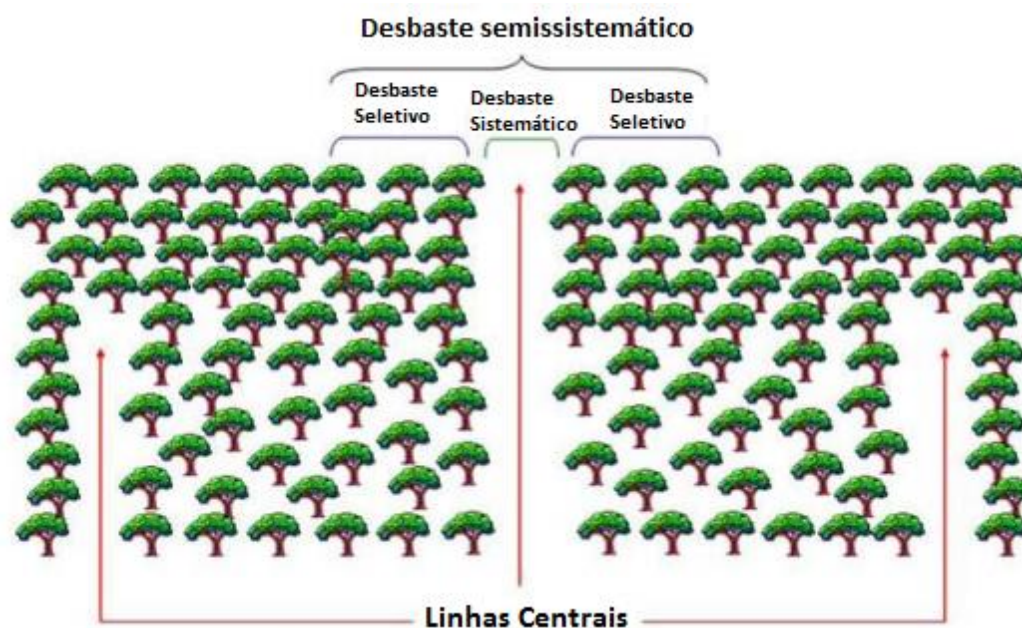 Desbaste semissistemático
Desbaste
Seletivo
Desbaste
Sistemático
Desbaste
Seletivo
Linhas Centrais